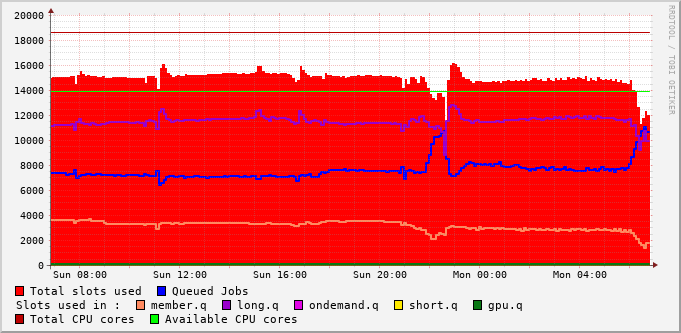 20000
18000
16000
14000
12000
10000
8000
6000
4000
2000
0
Sun 08:00 Sun 12:00 Sun 16:00 Sun 20:00 Mon 00:00 Mon 04:00
RRDTOOL / TOBI OETIKER
Total slots used Queued Jobs
Slots used in : member.q long.q ondemand.q short.q gpu.q
Total CPU cores Available CPU cores